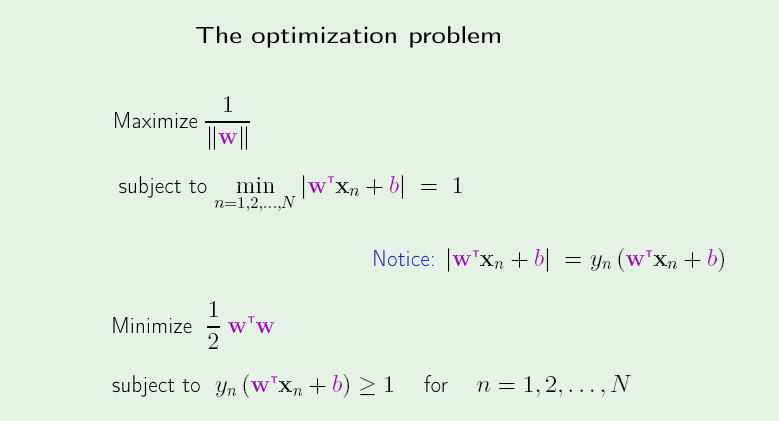 The optimization problem
Maximize 1/‖w‖
subject to min n=1,2,...,N |wᵀxₙ + b| = 1
Notice: |wᵀxₙ + b| = yₙ (wᵀxₙ + b)
Minimize 1/2 wᵀw
subject to yₙ (wᵀxₙ + b) ≥ 1 for n = 1, 2, . . . , N